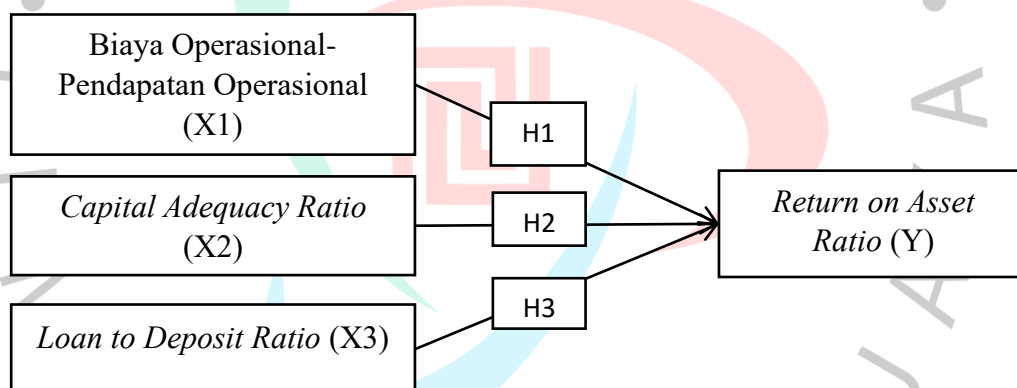 Biaya Operasional-
Pendapatan Operasional
(X1)
H1
Capital Adequacy Ratio
(X2)
H2
Return on Asset
Ratio (Y)
H3
Loan to Deposit Ratio (X3)
A
A
J